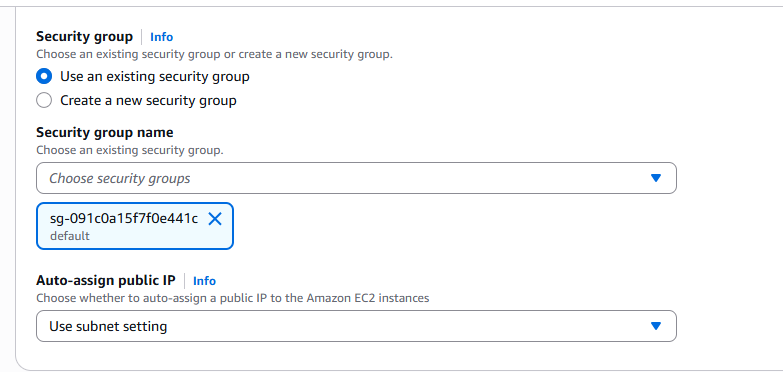 Security group Info
Choose an existing security group or create a new security group.
Use an existing security group
Create a new security group
Security group name
Choose an existing security group.
Choose security groups
sg-091c0a15f7f0e441c
default
Auto-assign public IP Info
Choose whether to auto-assign a public IP to the Amazon EC2 instances
Use subnet setting